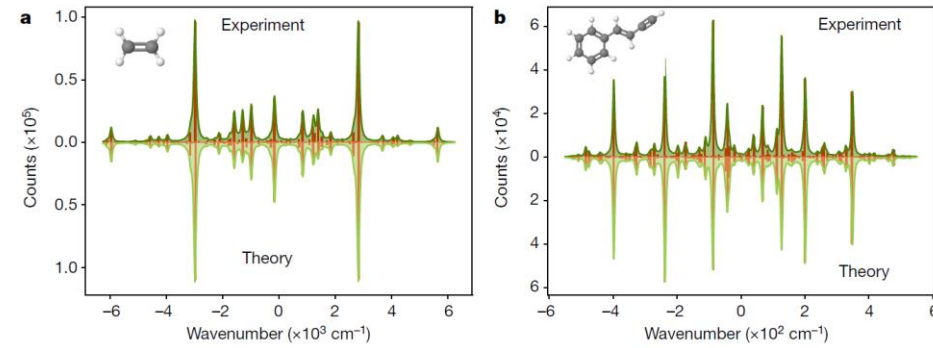 a
Experiment
Theory
Counts (×10⁵)
1.0
0.5
0.0
0.5
1.0
−6 −4 −2 0 2 4 6
Wavenumber (×10³ cm⁻¹)
b
Experiment
Theory
Counts (×10⁴)
6
4
2
0
2
4
6
−6 −4 −2 0 2 4 6
Wavenumber (×10² cm⁻¹)